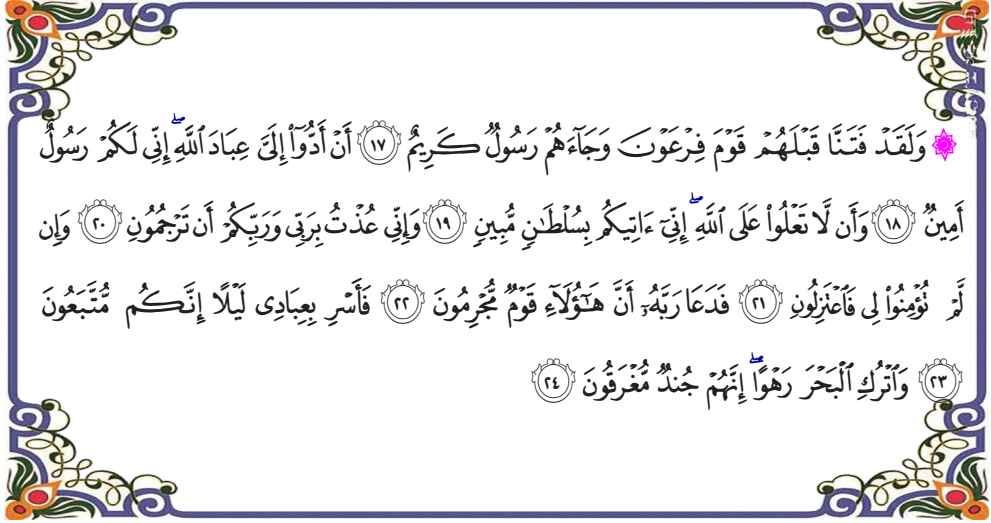 ۞ وَلَقَدۡ فَتَنَّا قَبۡلَهُمۡ قَوۡمَ فِرۡعَوۡنَ وَجَآءَهُمۡ رَسُولٌ كَرِيمٌ ١٧ أَنۡ أَدُّوٓاْ إِلَيَّ عِبَادَ ٱللَّهِۖ إِنِّي لَكُمۡ رَسُولٌ
أَمِينٌ ١٨ وَأَن لَّا تَعۡلُواْ عَلَى ٱللَّهِۖ إِنِّيٓ ءَاتِيكُم بِسُلۡطَٰنٖ مُّبِينٖ ١٩ وَإِنِّي عُذۡتُ بِرَبِّي وَرَبِّكُمۡ أَن تَرۡجُمُونِ ٢٠ وَإِن
لَّمۡ تُؤۡمِنُواْ لِي فَٱعۡتَزِلُونِ ٢١ فَدَعَا رَبَّهُۥٓ أَنَّ هَٰٓؤُلَآءِ قَوۡمٞ مُّجۡرِمُونَ ٢٢ فَأَسۡرِ بِعِبَادِي لَيۡلًا إِنَّكُم مُّتَّبَعُونَ
٢٣ وَٱتۡرُكِ ٱلۡبَحۡرَ رَهۡوًاۖ إِنَّهُمۡ جُندٞ مُّغۡرَقُونَ ٢٤